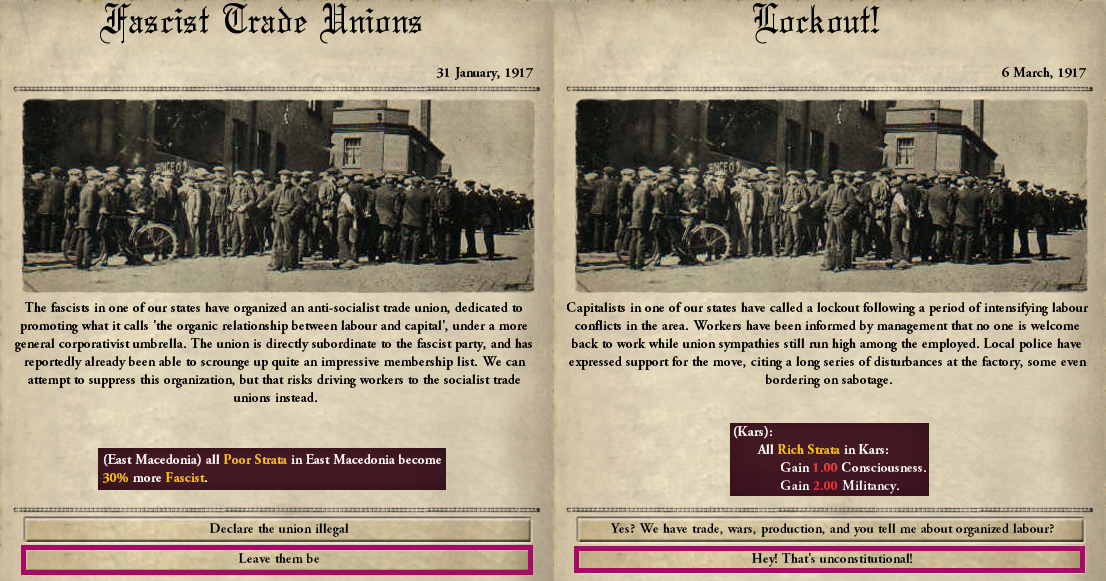 Fascist Trade Unions
31 January, 1917
The fascists in one of our states have organized an anti-socialist trade union, dedicated to
promoting what it calls 'the organic relationship between labour and capital', under a more
general corporativist umbrella. The union is directly subordinate to the fascist party, and has
reportedly already been able to scrounge up quite an impressive membership list. We can
attempt to suppress this organization, but that risks driving workers to the socialist trade
unions instead.
(East Macedonia) all Poor Strata in East Macedonia become
30% more Fascist.
Declare the union illegal
Leave them be
Lockout!
6 March, 1917
Capitalists in one of our states have called a lockout following a period of intensifying labour
conflicts in the area. Workers have been informed by management that no one is welcome
back to work while union sympathies still run high among the employed. Local police have
expressed support for the move, citing a long series of disturbances at the factory, some even
bordering on sabotage.
(Kars):
All Rich Strata in Kars:
Gain 1.00 Consciousness.
Gain 2.00 Militancy.
Yes? We have trade, wars, production, and you tell me about organized labour?
Hey! That's unconstitutional!